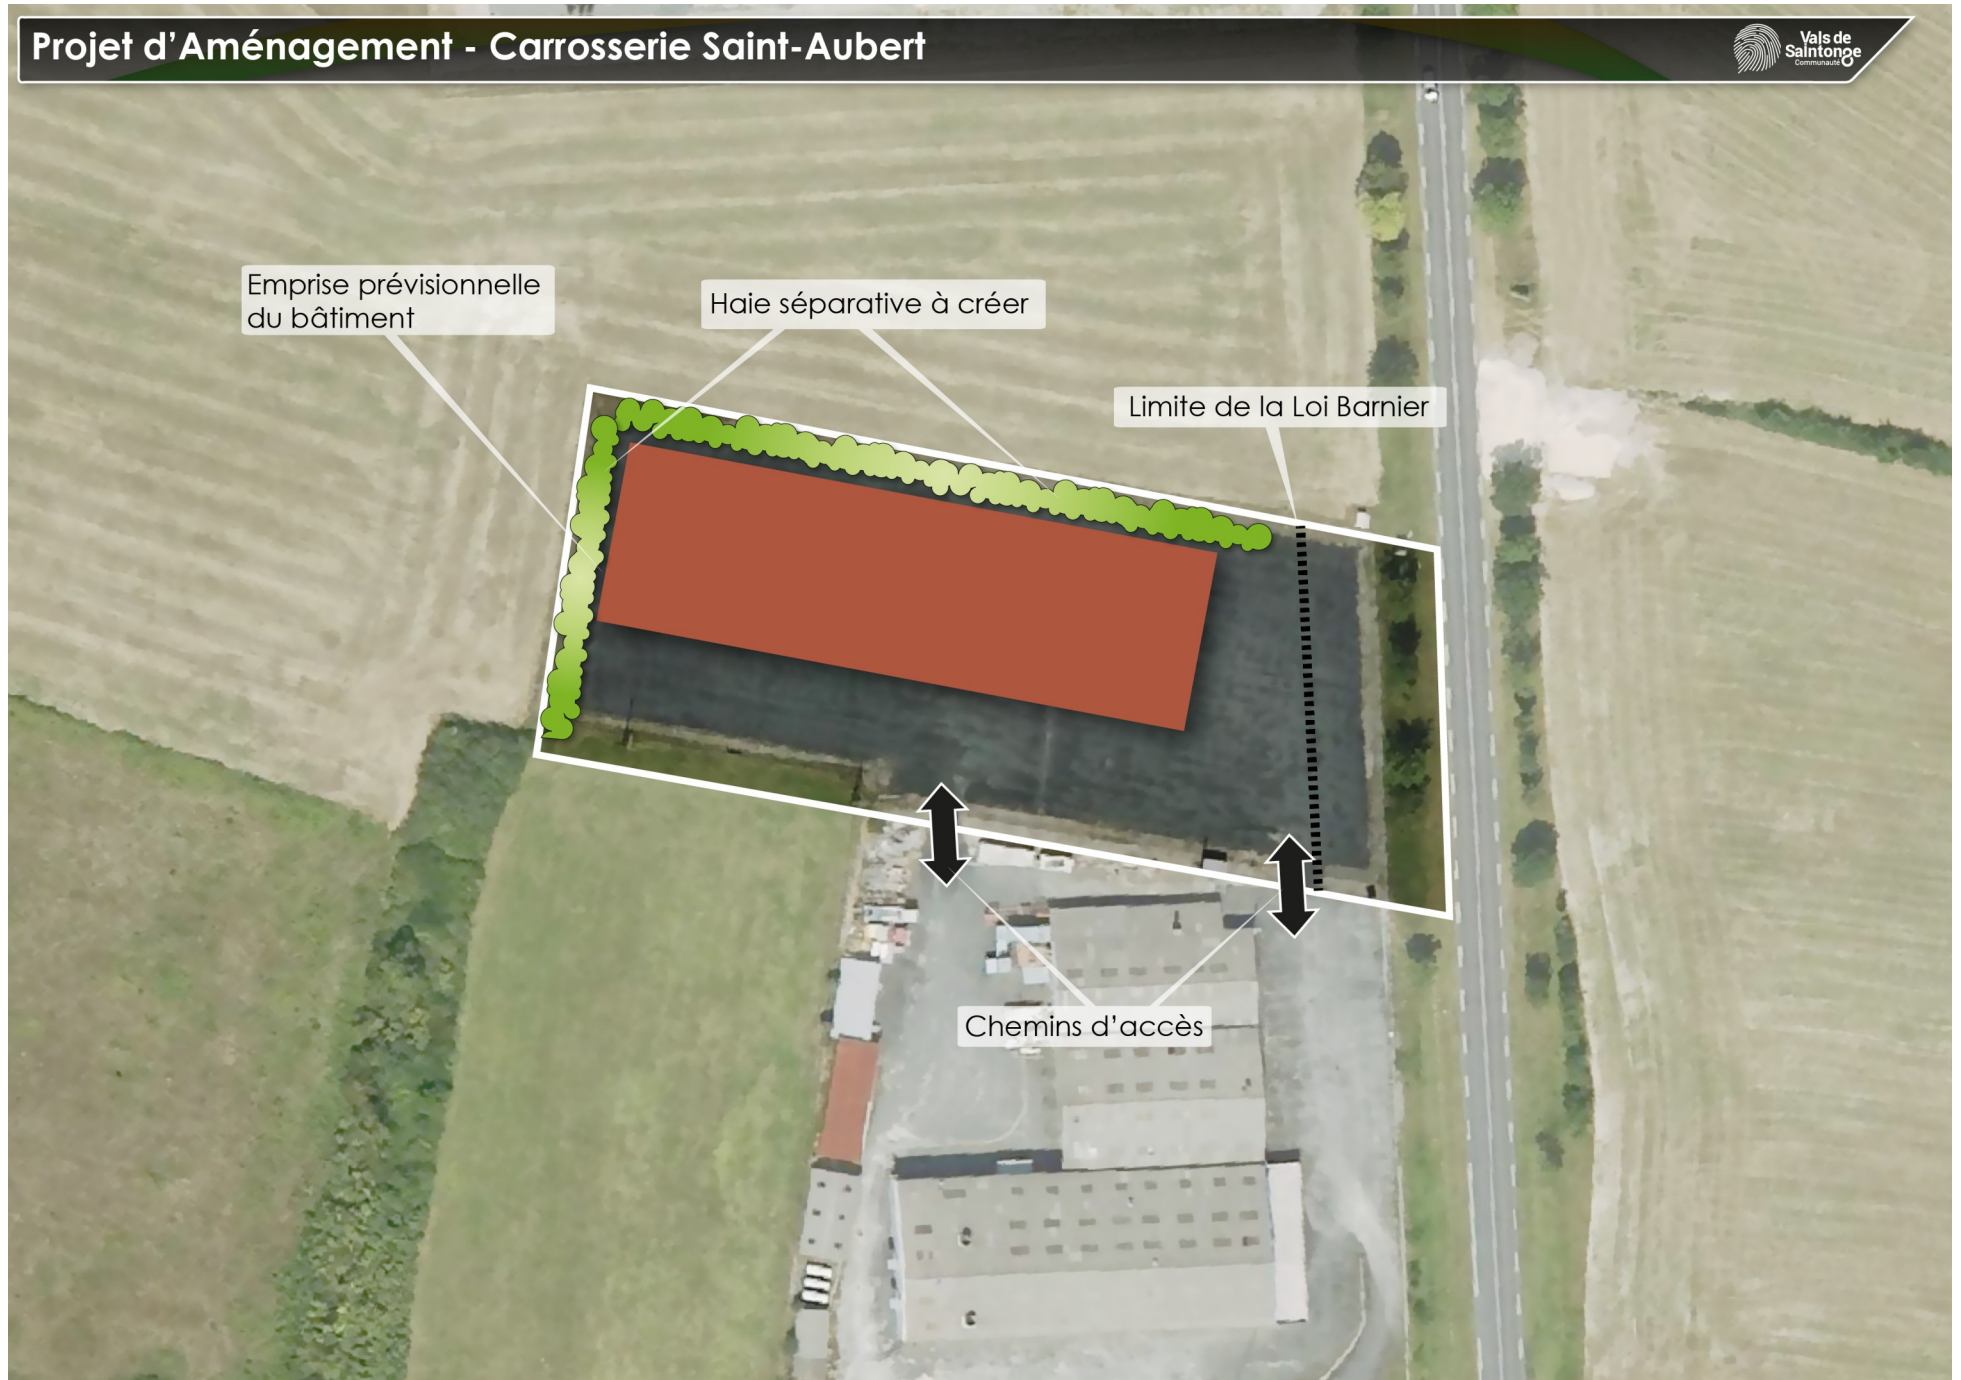 Projet d'Aménagement - Carrosserie Saint-Aubert
Vals de
Saintonge
Communauté
Emprise prévisionnelle
du bâtiment
Haie séparative à créer
Limite de la Loi Barnier
Chemins d'accès